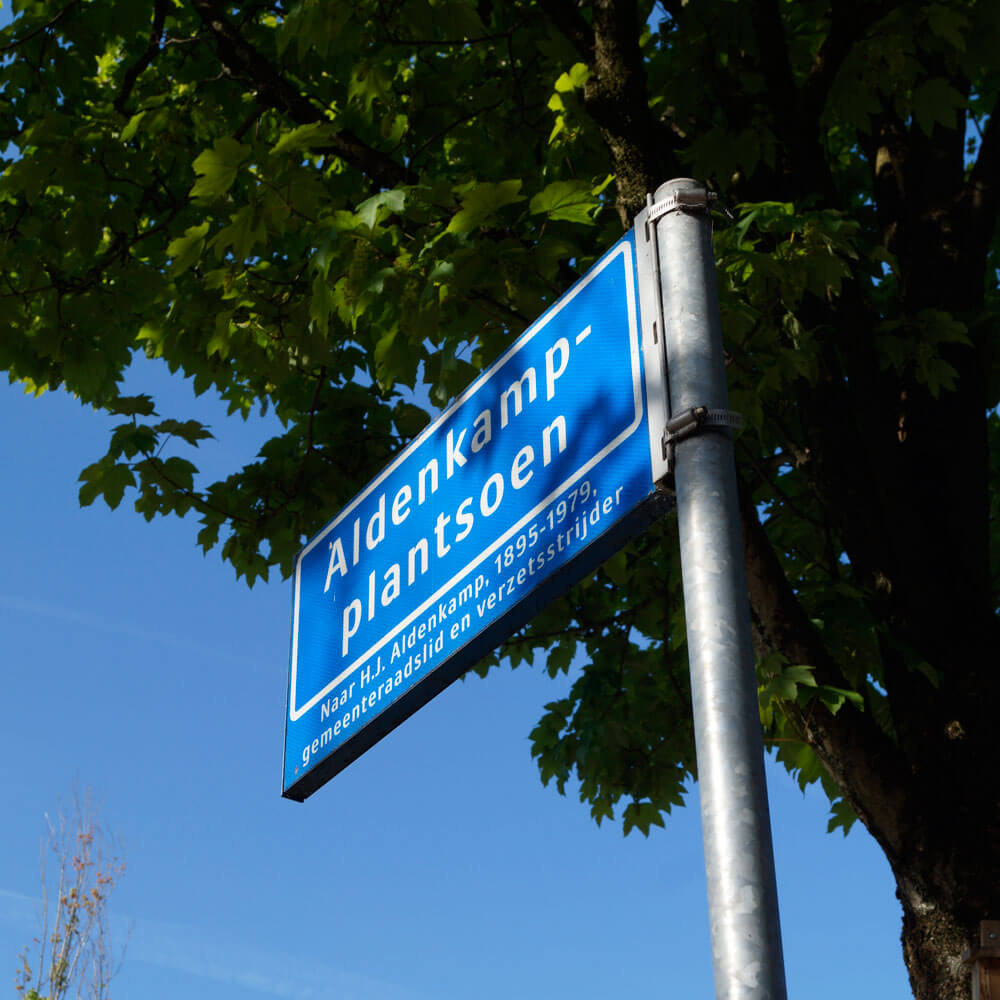 Aldenkamp-
plantsoen
Naar H.J. Aldenkamp, 1895-1979,
gemeenteraadslid en verzetsstrijder